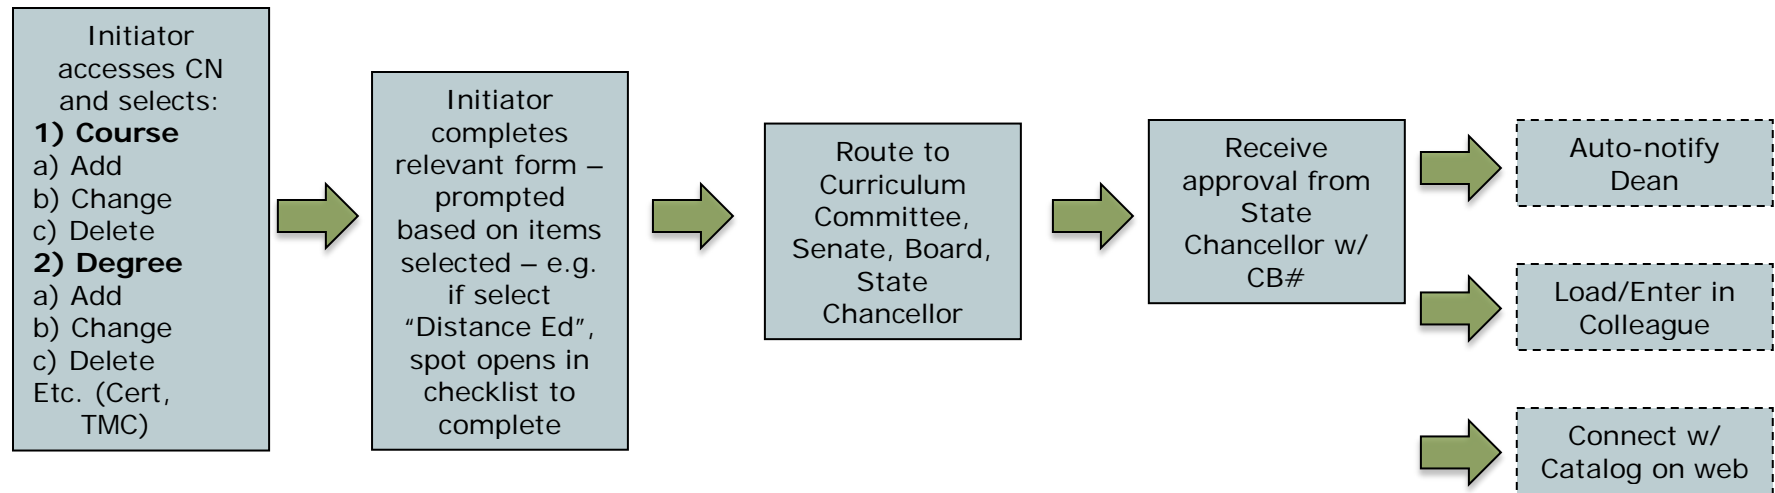 Initiator
accesses CN
and selects:
1) Course
a) Add
b) Change
c) Delete
2) Degree
a) Add
b) Change
c) Delete
Etc. (Cert,
TMC)
Initiator
completes
relevant form –
prompted
based on items
selected – e.g.
if select
“Distance Ed”,
spot opens in
checklist to
complete
Route to
Curriculum
Committee,
Senate, Board,
State
Chancellor
Receive
approval from
State
Chancellor w/
CB#
Auto-notify
Dean
Load/Enter in
Colleague
Connect w/
Catalog on web